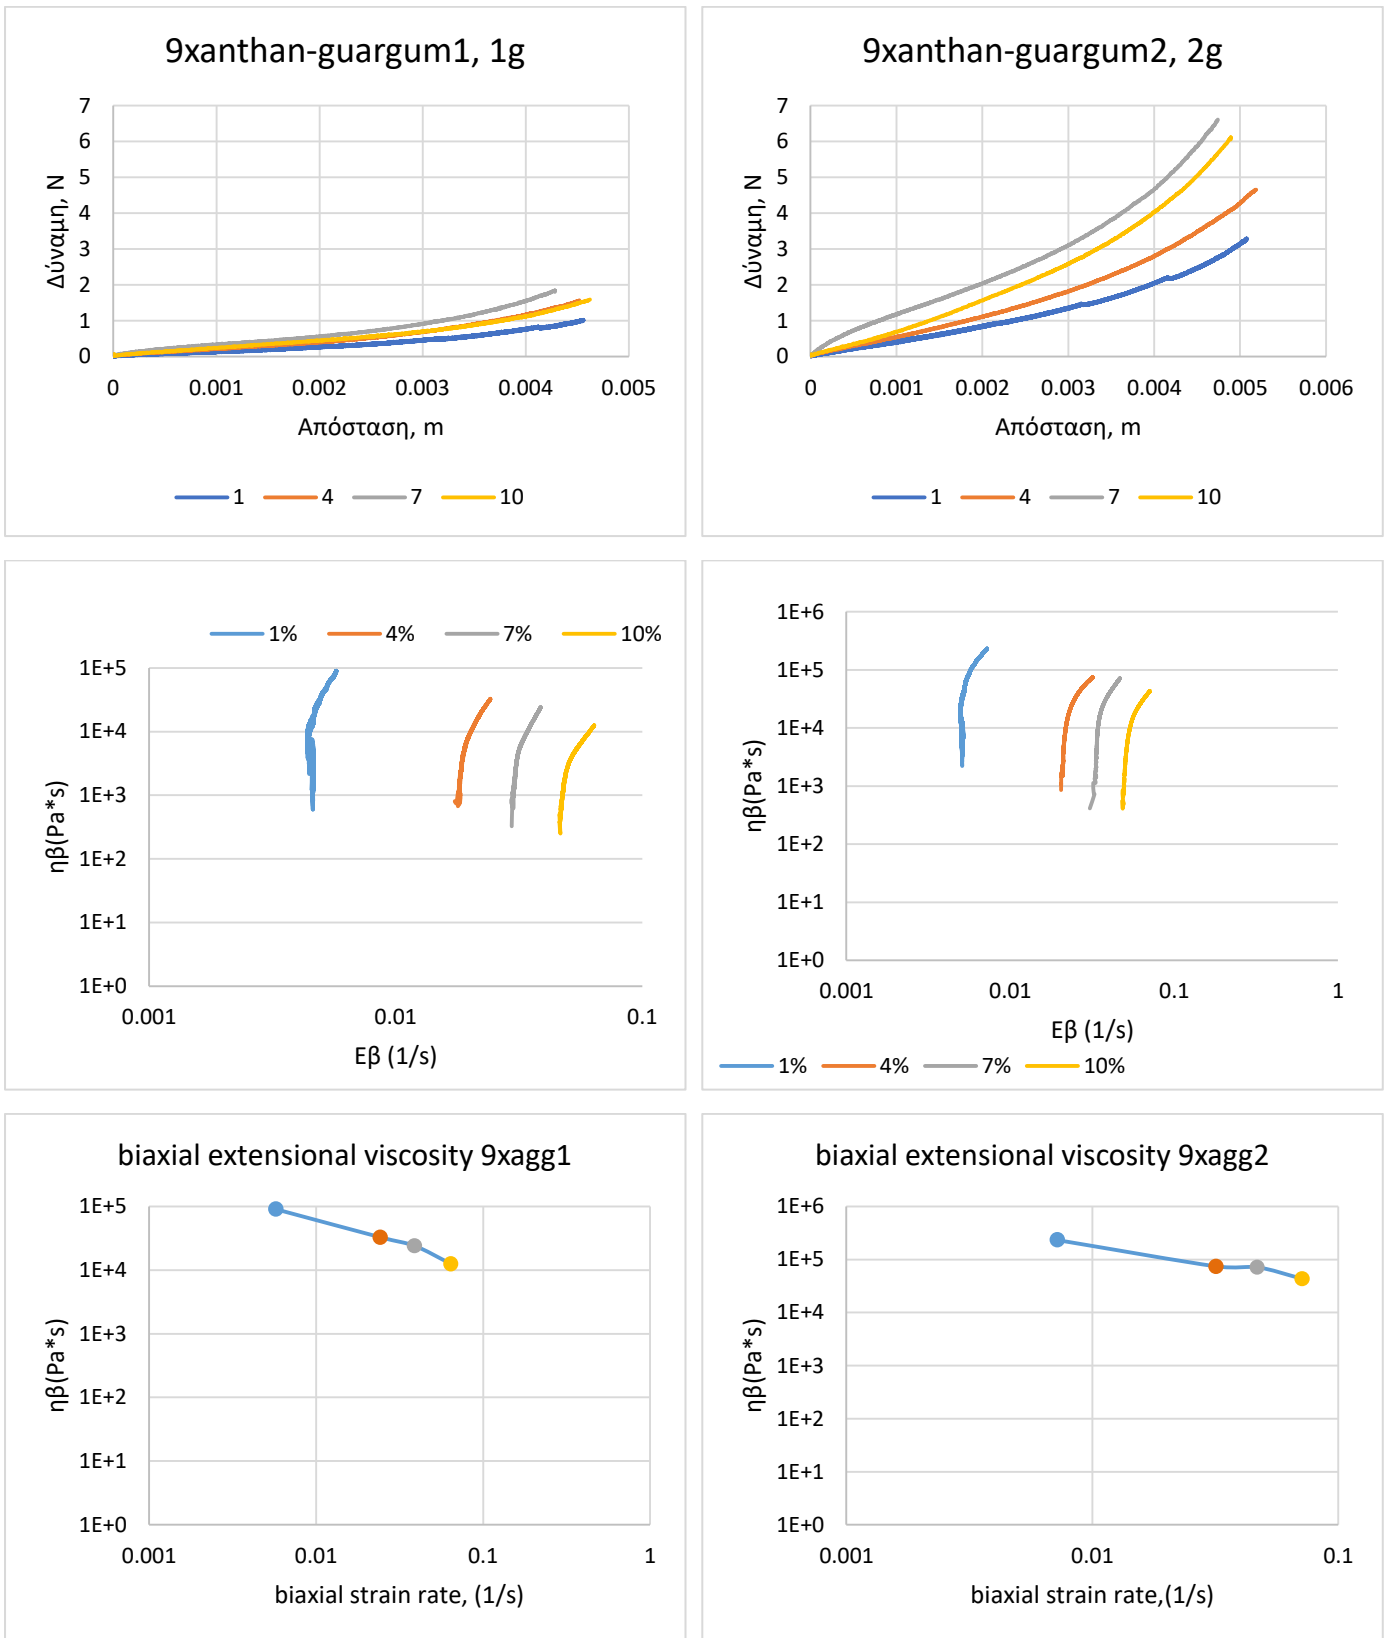 9xanthan-guargum1, 1g
Δύναμη, N
7
6
5
4
3
2
1
0
0 0.001 0.002 0.003 0.004 0.005
Απόσταση, m
1 4 7 10
9xanthan-guargum2, 2g
Δύναμη, N
7
6
5
4
3
2
1
0
0 0.001 0.002 0.003 0.004 0.005 0.006
Απόσταση, m
1 4 7 10
1% 4% 7% 10%
ηβ(Pa*s)
1E+5
1E+4
1E+3
1E+2
1E+1
1E+0
0.001 0.01 0.1
Εβ (1/s)
ηβ(Pa*s)
1E+6
1E+5
1E+4
1E+3
1E+2
1E+1
1E+0
0.001 0.01 0.1 1
Εβ (1/s)
1% 4% 7% 10%
biaxial extensional viscosity 9xagg1
ηβ(Pa*s)
1E+5
1E+4
1E+3
1E+2
1E+1
1E+0
0.001 0.01 0.1 1
biaxial strain rate, (1/s)
biaxial extensional viscosity 9xagg2
ηβ(Pa*s)
1E+6
1E+5
1E+4
1E+3
1E+2
1E+1
1E+0
0.001 0.01 0.1
biaxial strain rate,(1/s)